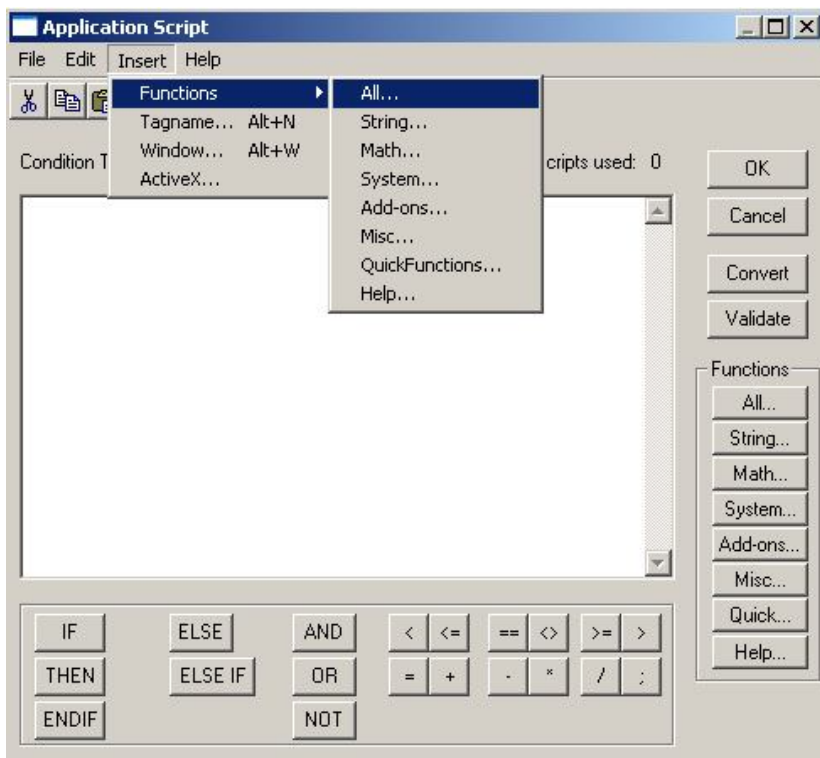 Application Script
File Edit Insert Help
Functions
Tagname... Alt+N
Window... Alt+W
ActiveX...
All...
String...
Math...
System...
Add-ons...
Misc...
QuickFunctions...
Help...
Condition T
cripts used: 0
OK
Cancel
Convert
Validate
Functions
All...
String...
Math...
System...
Add-ons...
Misc...
Quick...
Help...
IF ELSE AND < <= == <> >= >
THEN ELSE IF OR = + - * / ;
ENDIF NOT